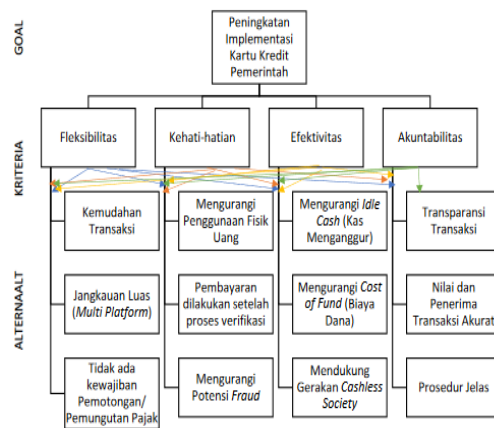 GOAL
Peningkatan
Implementasi
Kartu Kredit
Pemerintah
KRITERIA
Fleksibilitas
Kehati-hatian
Efektivitas
Akuntabilitas
ALTERNAALT
Kemudahan
Transaksi
Mengurangi
Penggunaan Fisik
Uang
Mengurangi Idle
Cash (Kas
Menganggur)
Transparansi
Transaksi
Jangkauan Luas
(Multi Platform)
Pembayaran
dilakukan setelah
proses verifikasi
Mengurangi Cost
of Fund (Biaya
Dana)
Nilai dan
Penerima
Transaksi Akurat
Tidak ada
kewajiban
Pemotongan/
Pemungutan Pajak
Mengurangi
Potensi Fraud
Mendukung
Gerakan Cashless
Society
Prosedur Jelas